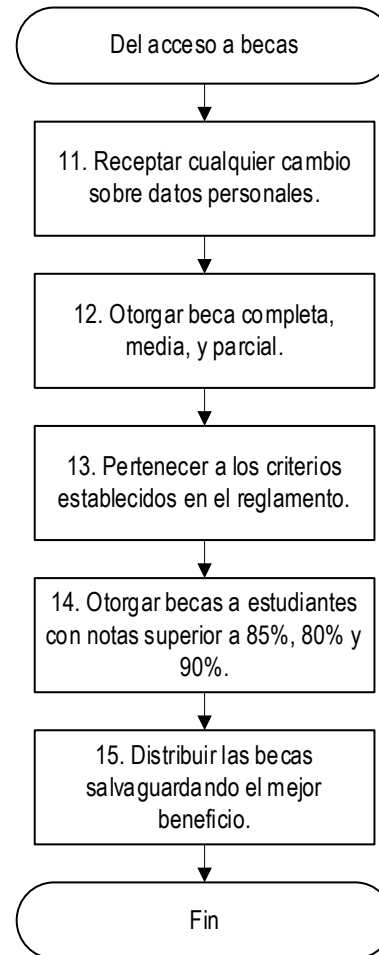 Del acceso a becas
11. Receptar cualquier cambio
sobre datos personales.
12. Otorgar beca completa,
media, y parcial.
13. Pertenecer a los criterios
establecidos en el reglamento.
14. Otorgar becas a estudiantes
con notas superior a 85%, 80% y
90%.
15. Distribuir las becas
salvaguardando el mejor
beneficio.
Fin